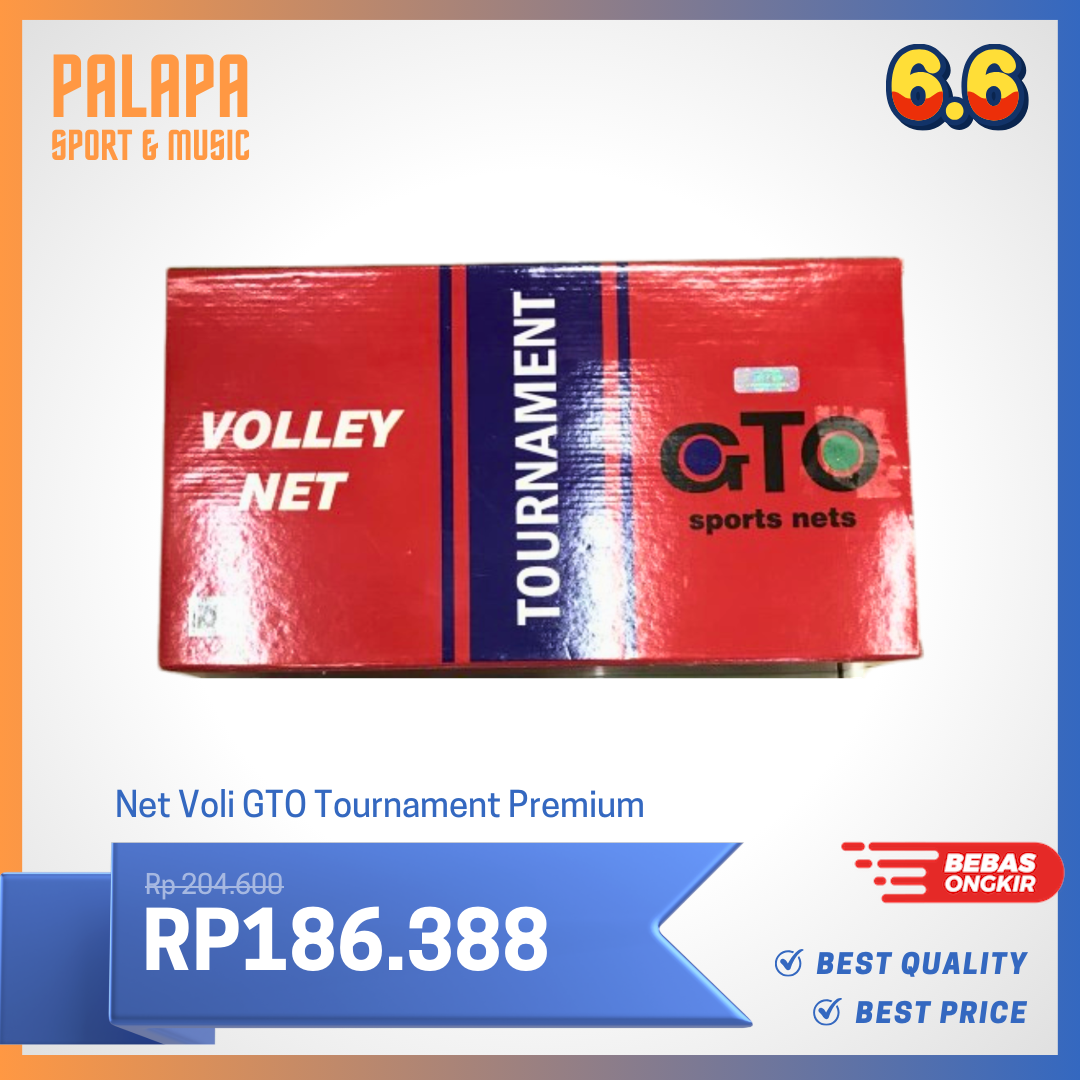 PALAPA
SPORT & MUSIC
6.6
VOLLEY
NET
TOURNAMENT
GTO
sports nets
Net Voli GTO Tournament Premium
Rp 204.600
RP186.388
BEBAS
ONGKIR
BEST QUALITY
BEST PRICE